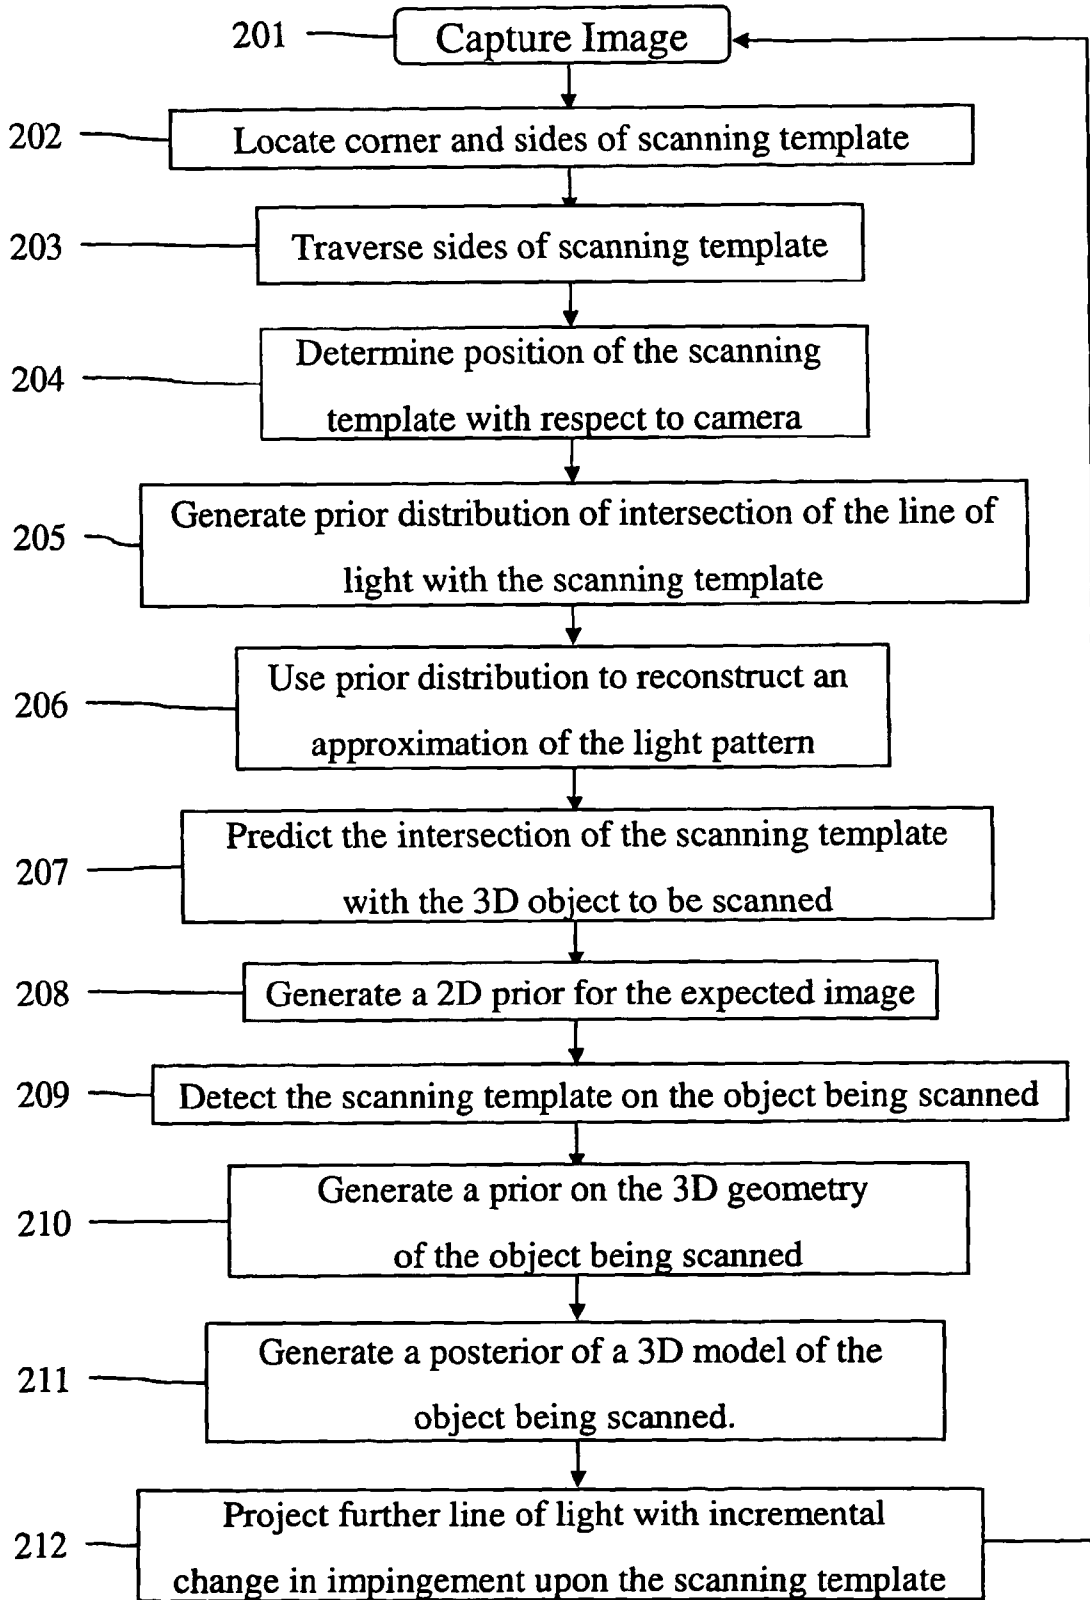 201 Capture Image
202 Locate corner and sides of scanning template
203 Traverse sides of scanning template
Determine position of the scanning
204
template with respect to camera
Generate prior distribution of intersection of the line of
205
light with the scanning template
Use prior distribution to reconstruct an
206
approximation of the light pattern
Predict the intersection of the scanning template
207
with the 3D object to be scanned
208 Generate a 2D prior for the expected image
209 Detect the scanning template on the object being scanned
Generate a prior on the 3D geometry
210
of the object being scanned
Generate a posterior of a 3D model of the
211
object being scanned.
Project further line of light with incremental
212
change in impingement upon the scanning template